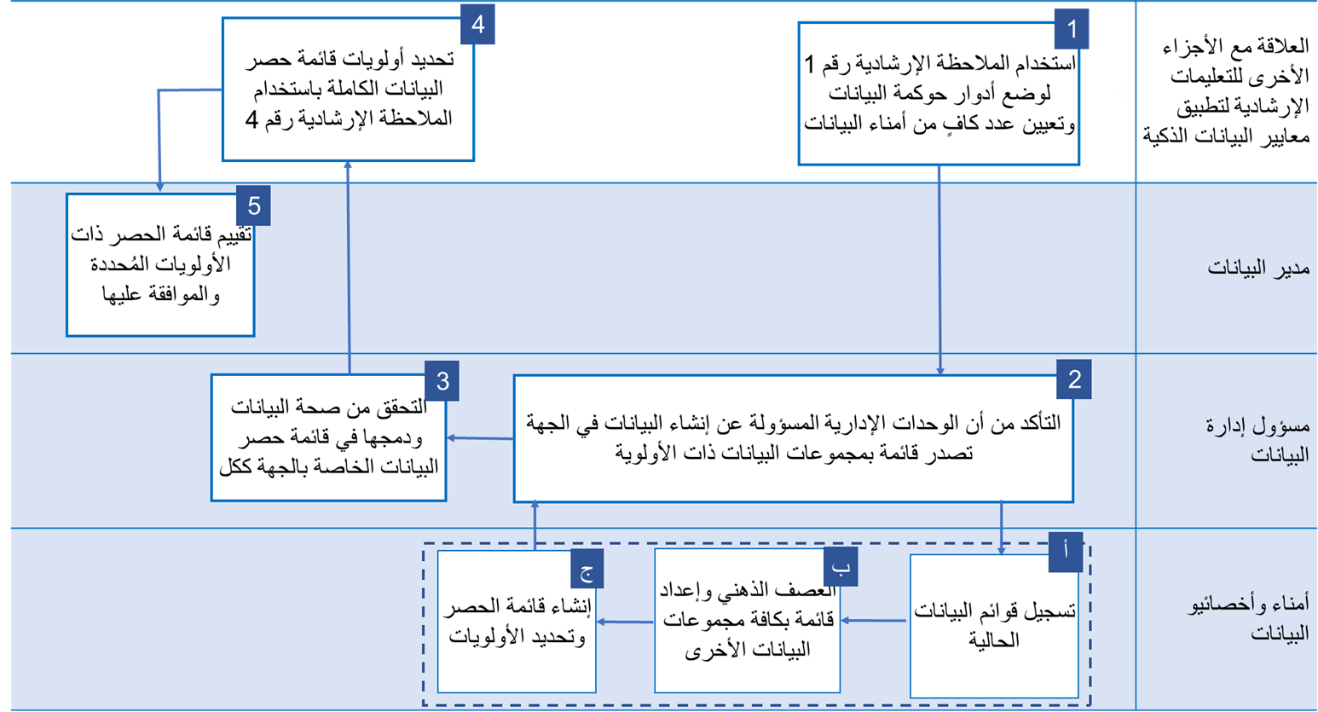 العلاقة مع الأجزاء
الأخرى للتعليمات
الإرشادية لتطبيق
معايير البيانات الذكية
1
استخدام الملاحظة الإرشادية رقم 1
لوضع أدوار حوكمة البيانات
وتعيين عدد كافٍ من أمناء البيانات
4
تحديد أولويات قائمة حصر
البيانات الكاملة باستخدام
الملاحظة الإرشادية رقم 4
مدير البيانات
5
تقييم قائمة الحصر ذات
الأولويات المُحددة
والموافقة عليها
مسؤول إدارة
البيانات
2
التأكد من أن الوحدات الإدارية المسؤولة عن إنشاء البيانات في الجهة
تصدر قائمة بمجموعات البيانات ذات الأولوية
3
التحقق من صحة البيانات
ودمجها في قائمة حصر
البيانات الخاصة بالجهة ككل
أمناء وأخصائيو
البيانات
أ
تسجيل قوائم البيانات
الحالية
ب
العصف الذهني وإعداد
قائمة بكافة مجموعات
البيانات الأخرى
ج
إنشاء قائمة الحصر
وتحديد الأولويات